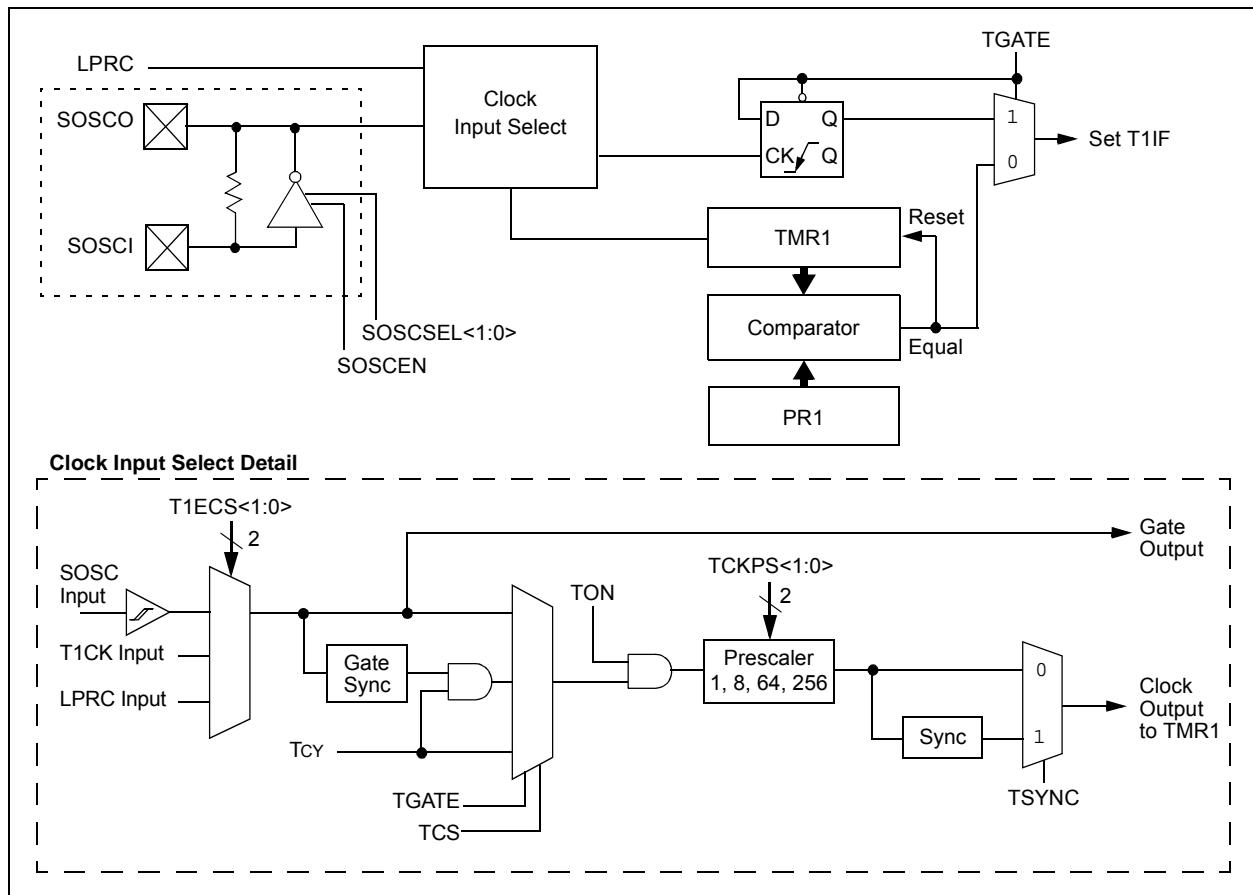 TGATE
LPRC
Clock
Input Select
SOSCO
D Q
CK Q
1
0
Set T1IF
SOSCI
TMR1
Reset
Comparator
Equal
SOSCSEL<1:0>
SOSCEN
PR1
Clock Input Select Detail
T1ECS<1:0>
2
Gate
Output
SOSC
Input
TON
TCKPS<1:0>
2
T1CK Input
Gate
Sync
Prescaler
1, 8, 64, 256
0
LPRC Input
Clock
Output
to TMR1
Sync
1
TCY
TGATE
TCS
TSYNC